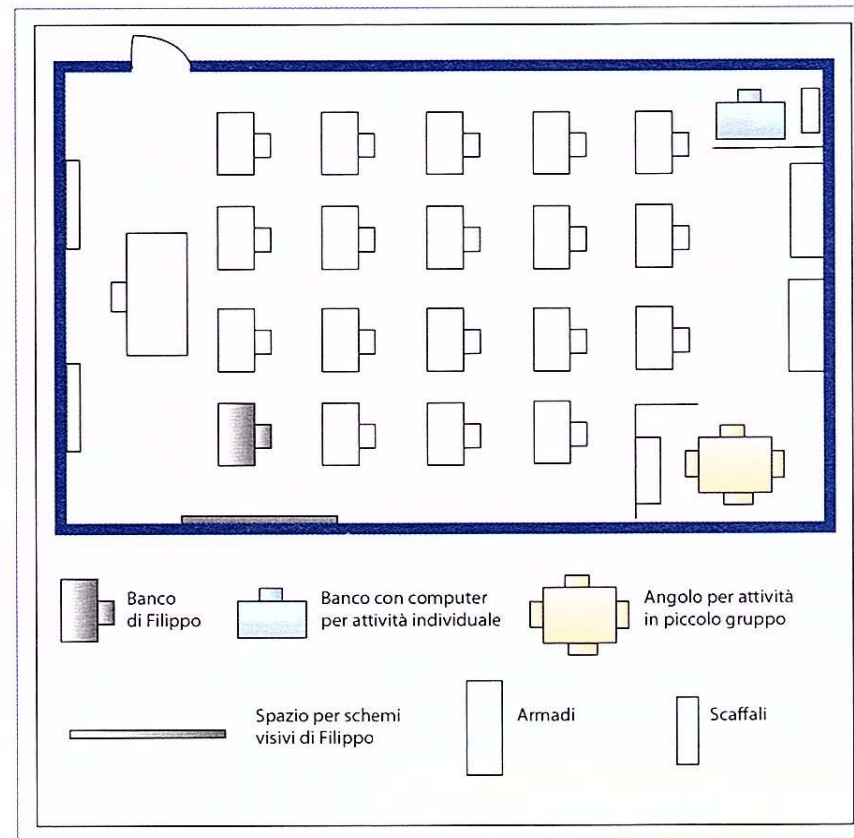 Banco
di Filippo
Banco con computer
per attività individuale
Angolo per attività
in piccolo gruppo
Spazio per schemi
visivi di Filippo
Armadi
Scaffali